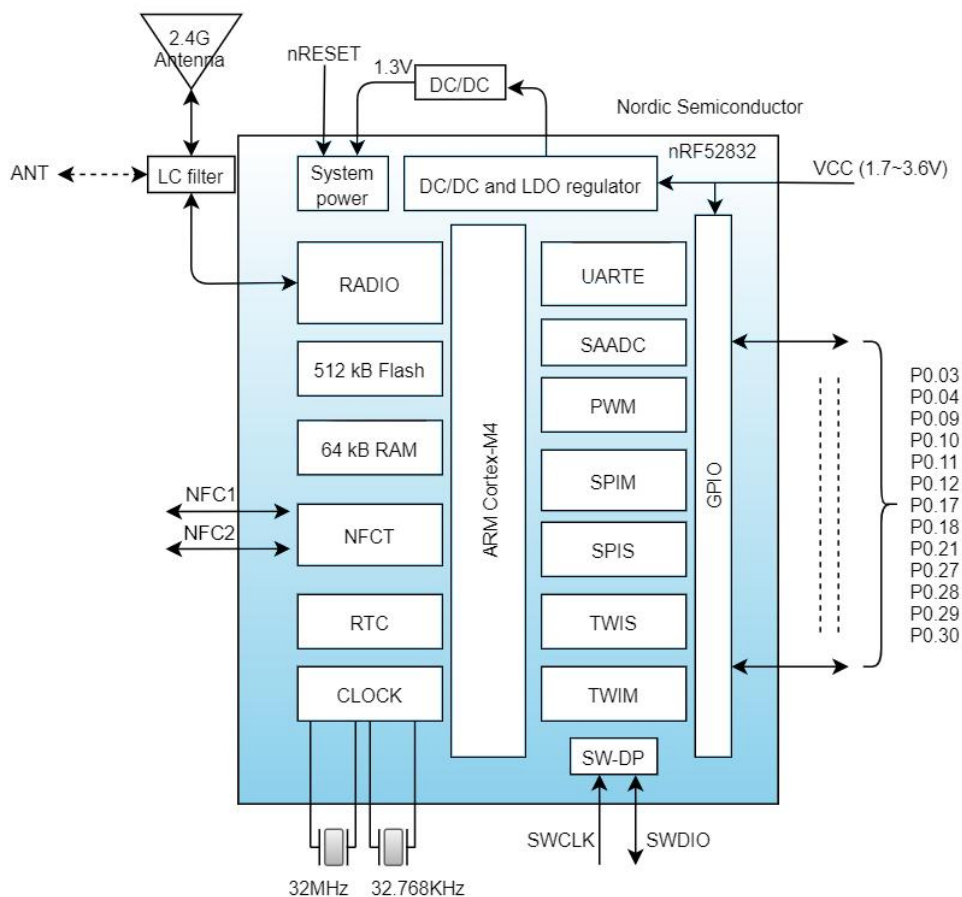 2.4G
Antenna
nRESET
1.3V
DC/DC
Nordic Semiconductor
nRF52832
ANT
LC filter
System
power
DC/DC and LDO regulator
VCC (1.7~3.6V)
RADIO
512 kB Flash
64 kB RAM
NFC1
NFC2
NFCT
RTC
CLOCK
ARM Cortex-M4
UARTE
SAADC
PWM
SPIM
SPIS
TWIS
TWIM
SW-DP
GPIO
P0.03
P0.04
P0.09
P0.10
P0.11
P0.12
P0.17
P0.18
P0.21
P0.27
P0.28
P0.29
P0.30
SWCLK
SWDIO
32MHz
32.768KHz